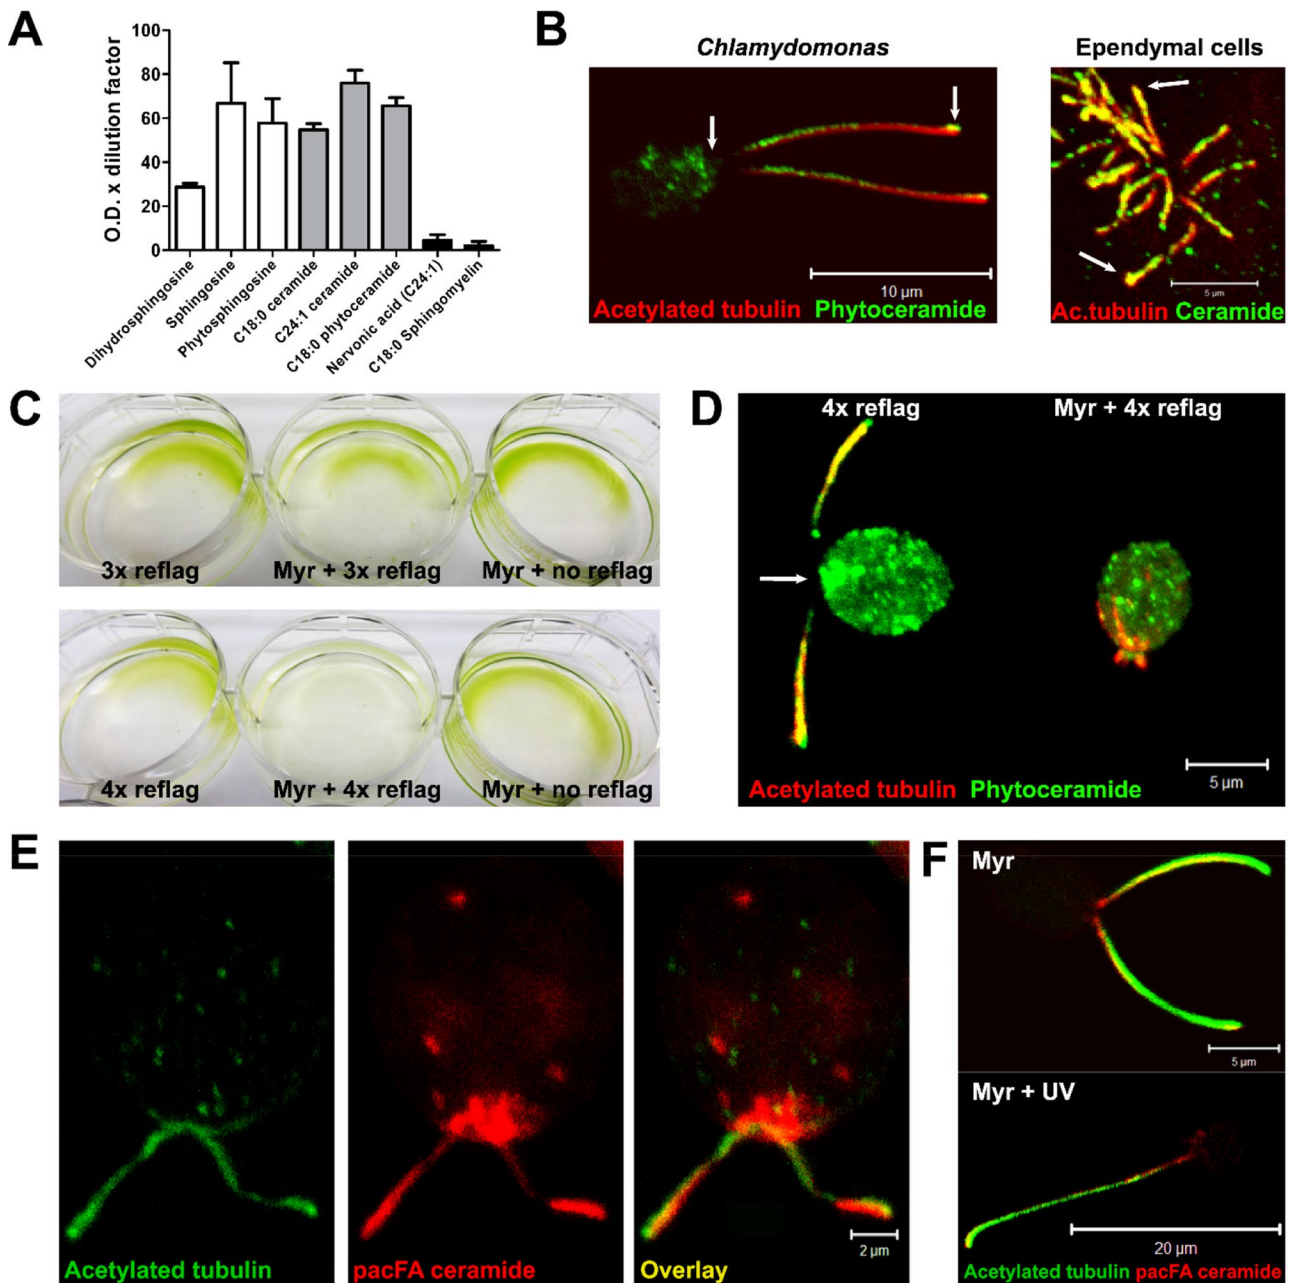 A
O.D. x dilution factor
100
80
60
40
20
0
Dihydrosphingosine
Sphingosine
Phytosphingosine
C18:0 ceramide
C24:1 ceramide
C18:0 phytoceramide
Nervonic acid (C24:1)
C18:0 Sphingomyelin
B
Chlamydomonas
Ependymal cells
10 µm
5 µm
Acetylated tubulin Phytoceramide
Ac.tubulin Ceramide
C
3x reflag Myr + 3x reflag Myr + no reflag
4x reflag Myr + 4x reflag Myr + no reflag
D
4x reflag Myr + 4x reflag
5 µm
Acetylated tubulin Phytoceramide
E
2 µm
Acetylated tubulin pacFA ceramide Overlay
F
Myr
5 µm
Myr + UV
20 µm
Acetylated tubulin pacFA ceramide